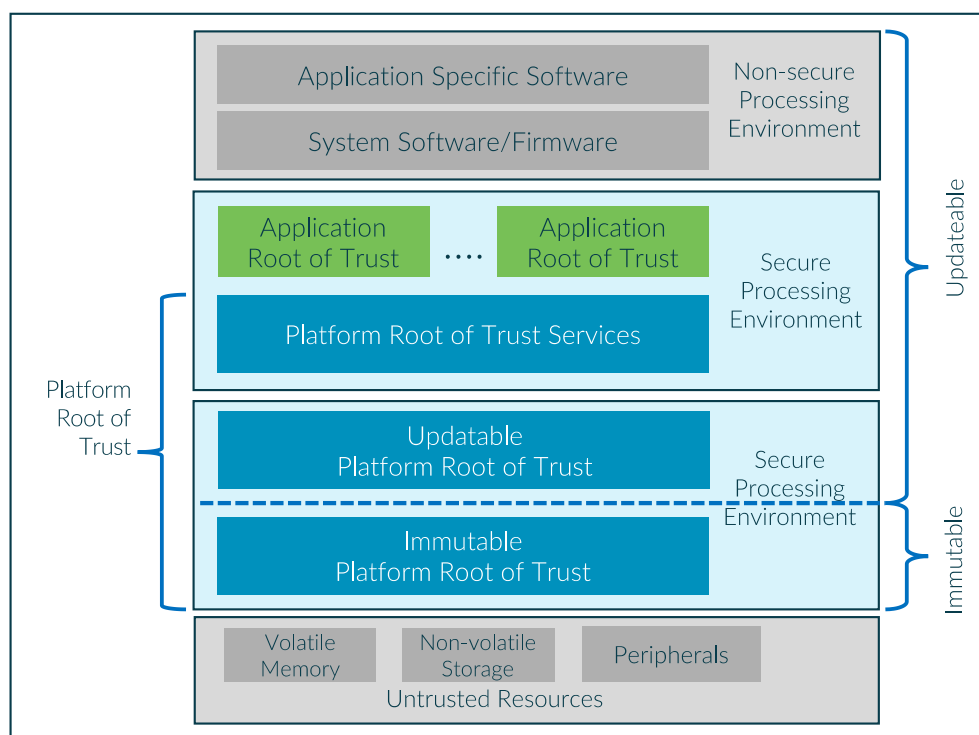 Application Specific Software
System Software/Firmware
Non-secure
Processing
Environment
Application
Root of Trust
....
Application
Root of Trust
Platform Root of Trust Services
Secure
Processing
Environment
Updateable
Platform
Root of
Trust
Updatable
Platform Root of Trust
Immutable
Platform Root of Trust
Secure
Processing
Environment
Immutable
Volatile
Memory
Non-volatile
Storage
Peripherals
Untrusted Resources